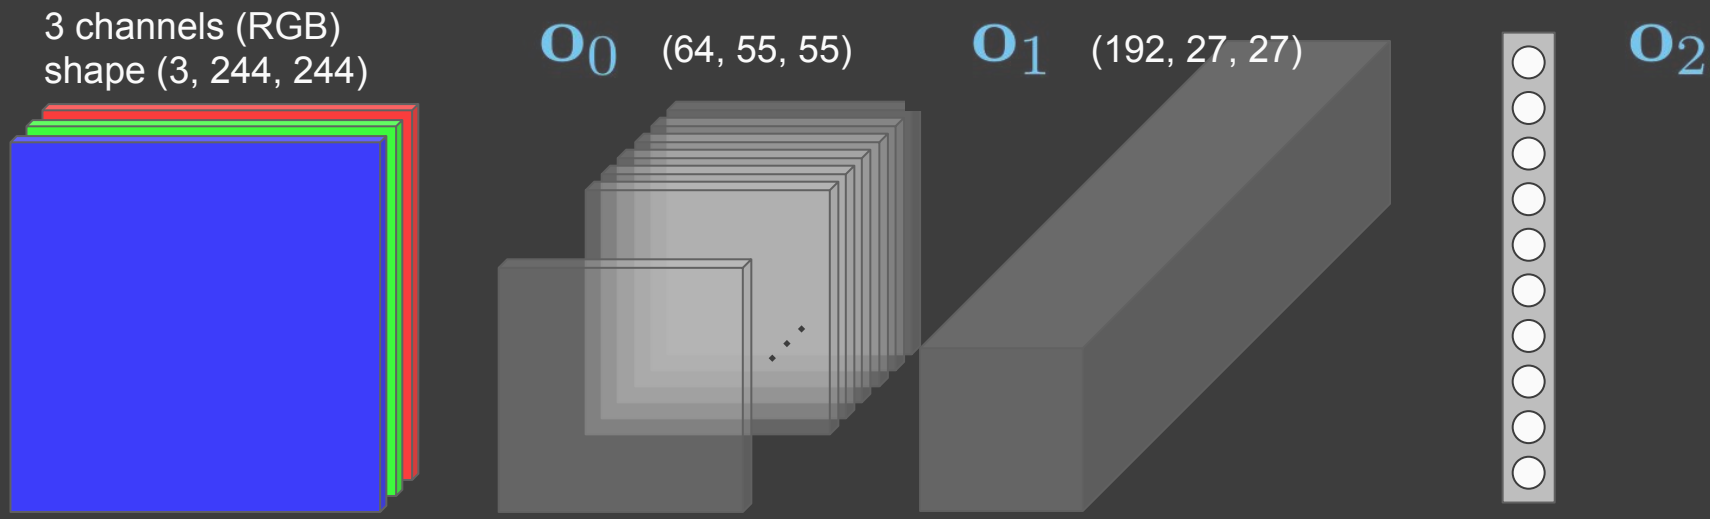 3 channels (RGB)
shape (3, 244, 244)
o₀ (64, 55, 55)
o₁ (192, 27, 27)
o₂